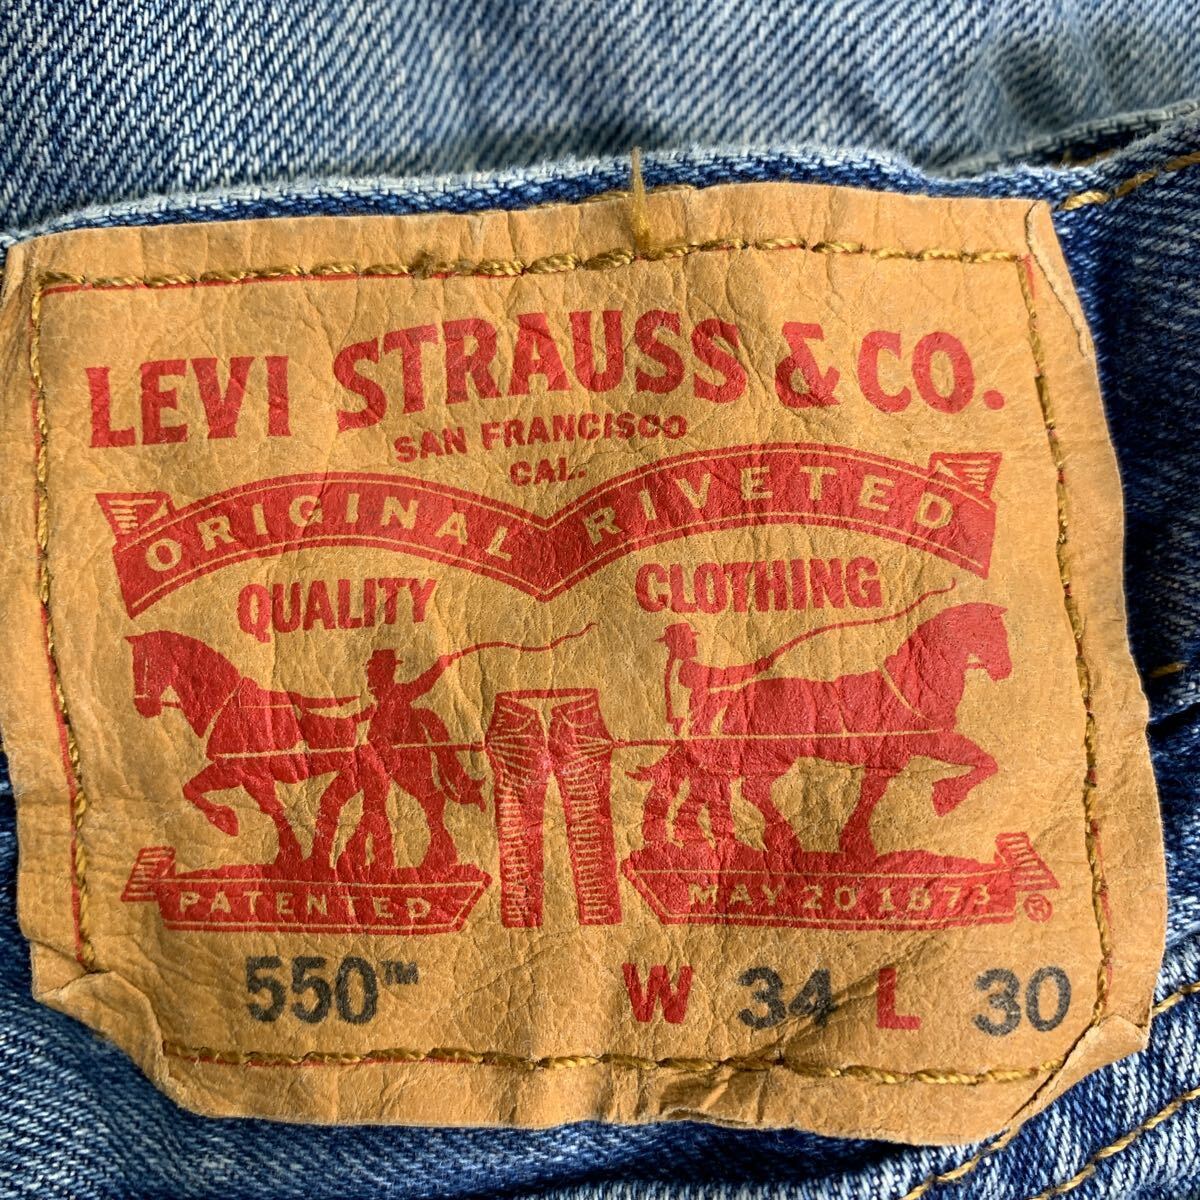 LEVI STRAUSS & CO.
SAN FRANCISCO
CAL.
ORIGINAL RIVETED
QUALITY CLOTHING
PATENTED MAY 20 1873 ®
550™ W 34 L 30